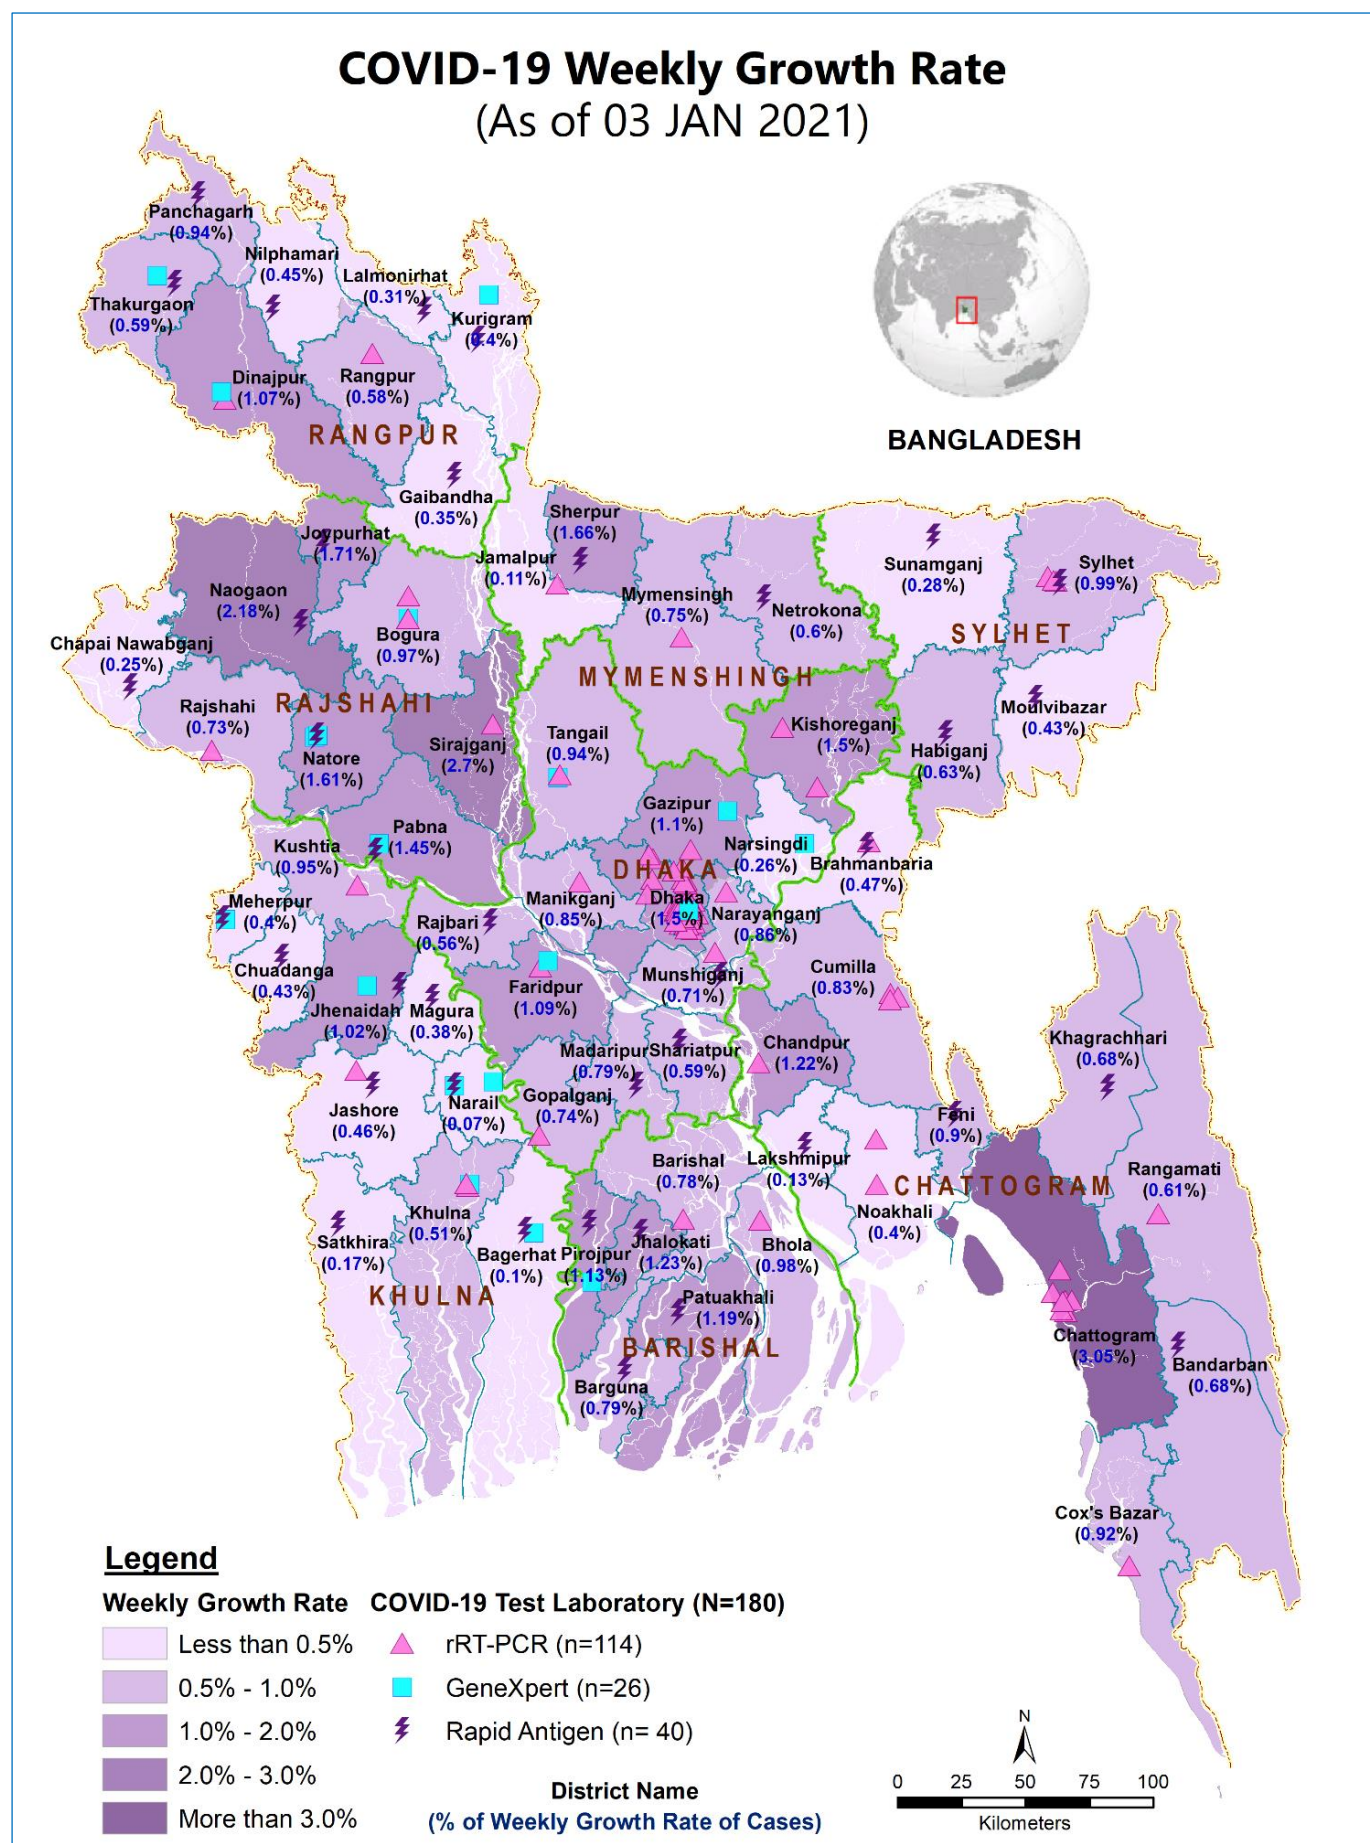 COVID-19 Weekly Growth Rate
(As of 03 JAN 2021)
BANGLADESH
Panchagarh
(0.94%)
Nilphamari
(0.45%)
Lalmonirhat
(0.31%)
Thakurgaon
(0.59%)
Kurigram
(0.4%)
Dinajpur
(1.07%)
Rangpur
(0.58%)
RANGPUR
Gaibandha
(0.35%)
Joypurhat
(1.71%)
Sherpur
(1.66%)
Jamalpur
(0.11%)
Naogaon
(2.18%)
Mymensingh
(0.75%)
Netrokona
(0.6%)
Sunamganj
(0.28%)
Sylhet
(0.99%)
SYLHET
Chapai Nawabganj
(0.25%)
Bogura
(0.97%)
MYMENSHINGH
Rajshahi
(0.73%)
RAJSHAHI
Natore
(1.61%)
Sirajganj
(2.7%)
Tangail
(0.94%)
Kishoreganj
(1.5%)
Habiganj
(0.63%)
Moulvibazar
(0.43%)
Gazipur
(1.1%)
Pabna
(1.45%)
Kushtia
(0.95%)
Narsingdi
(0.26%)
Brahmanbaria
(0.47%)
DHAKA
Meherpur
(0.4%)
Rajbari
(0.56%)
Manikganj
(0.85%)
Dhaka
(1.5%)
Narayanganj
(0.86%)
Chuadanga
(0.43%)
Jhenaidah
(1.02%)
Magura
(0.38%)
Faridpur
(1.09%)
Munshiganj
(0.71%)
Cumilla
(0.83%)
Madaripur
(0.79%)
Shariatpur
(0.59%)
Chandpur
(1.22%)
Khagrachhari
(0.68%)
Jashore
(0.46%)
Narail
(0.07%)
Gopalganj
(0.74%)
Feni
(0.9%)
Barishal
(0.78%)
Lakshmipur
(0.13%)
Noakhali
(0.4%)
CHATTOGRAM
Rangamati
(0.61%)
Satkhira
(0.17%)
Khulna
(0.51%)
Bagerhat
(0.1%)
Pirojpur
(1.13%)
Jhalokati
(1.23%)
Bhola
(0.98%)
KHULNA
Patuakhali
(1.19%)
BARISHAL
Barguna
(0.79%)
Chattogram
(3.05%)
Bandarban
(0.68%)
Cox's Bazar
(0.92%)
Legend
Weekly Growth Rate
Less than 0.5%
0.5% - 1.0%
1.0% - 2.0%
2.0% - 3.0%
More than 3.0%
COVID-19 Test Laboratory (N=180)
rRT-PCR (n=114)
GeneXpert (n=26)
Rapid Antigen (n= 40)
District Name
(% of Weekly Growth Rate of Cases)
N
0 25 50 75 100
Kilometers